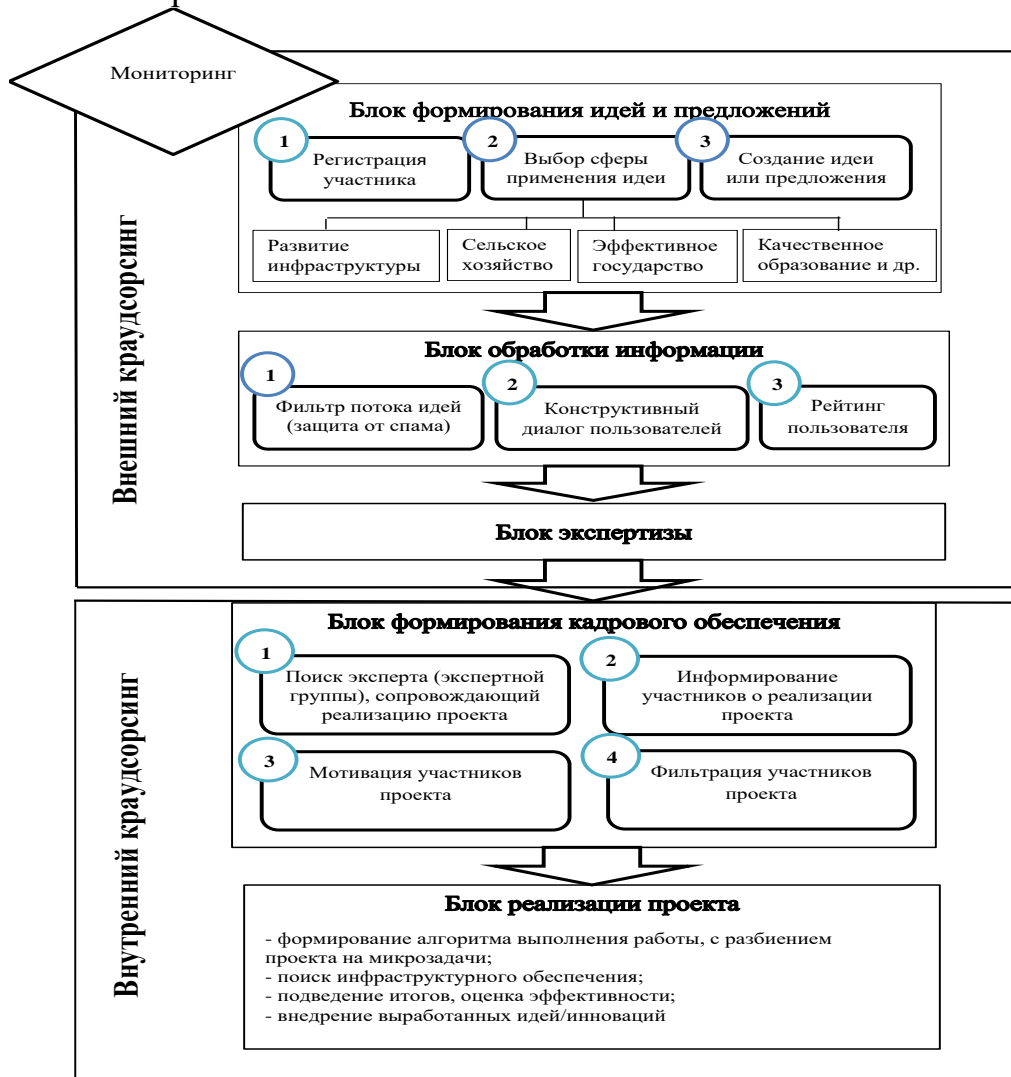 Мониторинг
Блок формирования идей и предложений
1
Регистрация
участника
2
Выбор сферы
применения идеи
3
Создание идеи
или предложения
Развитие
инфраструктуры
Сельское
хозяйство
Эффективное
государство
Качественное
образование и др.
Внешний краудсорсинг
Блок обработки информации
1
Фильтр потока идей
(защита от спама)
2
Конструктивный
диалог пользователей
3
Рейтинг
пользователя
Блок экспертизы
Внутренний краудсорсинг
Блок формирования кадрового обеспечения
1
Поиск эксперта (экспертной
группы), сопровождающий
реализацию проекта
2
Информирование
участников о реализации
проекта
3
Мотивация участников
проекта
4
Фильтрация участников
проекта
Блок реализации проекта
- формирование алгоритма выполнения работы, с разбиением
проекта на микрозадачи;
- поиск инфраструктурного обеспечения;
- подведение итогов, оценка эффективности;
- внедрение выработанных идей/инноваций